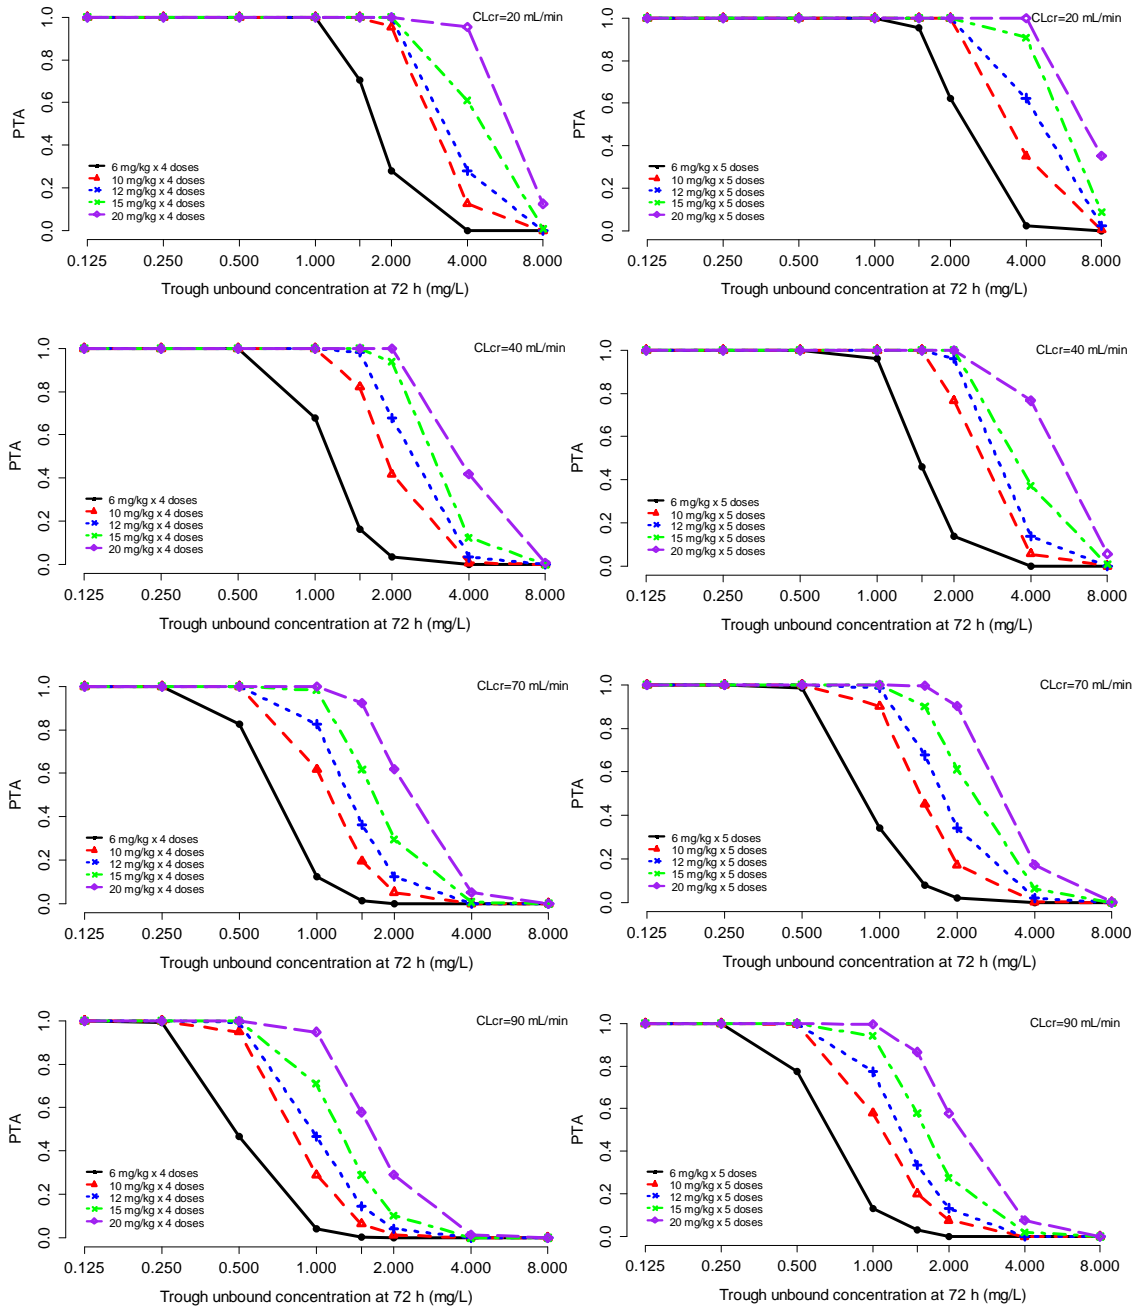 CLcr=20 mL/min
PTA
1.0
0.8
0.6
0.4
0.2
0.0
6 mg/kg x 4 doses
10 mg/kg x 4 doses
12 mg/kg x 4 doses
15 mg/kg x 4 doses
20 mg/kg x 4 doses
0.125 0.250 0.500 1.000 2.000 4.000 8.000
Trough unbound concentration at 72 h (mg/L)
CLcr=20 mL/min
PTA
1.0
0.8
0.6
0.4
0.2
0.0
6 mg/kg x 5 doses
10 mg/kg x 5 doses
12 mg/kg x 5 doses
15 mg/kg x 5 doses
20 mg/kg x 5 doses
0.125 0.250 0.500 1.000 2.000 4.000 8.000
Trough unbound concentration at 72 h (mg/L)
CLcr=40 mL/min
PTA
1.0
0.8
0.6
0.4
0.2
0.0
6 mg/kg x 4 doses
10 mg/kg x 4 doses
12 mg/kg x 4 doses
15 mg/kg x 4 doses
20 mg/kg x 4 doses
0.125 0.250 0.500 1.000 2.000 4.000 8.000
Trough unbound concentration at 72 h (mg/L)
CLcr=40 mL/min
PTA
1.0
0.8
0.6
0.4
0.2
0.0
6 mg/kg x 5 doses
10 mg/kg x 5 doses
12 mg/kg x 5 doses
15 mg/kg x 5 doses
20 mg/kg x 5 doses
0.125 0.250 0.500 1.000 2.000 4.000 8.000
Trough unbound concentration at 72 h (mg/L)
CLcr=70 mL/min
PTA
1.0
0.8
0.6
0.4
0.2
0.0
6 mg/kg x 4 doses
10 mg/kg x 4 doses
12 mg/kg x 4 doses
15 mg/kg x 4 doses
20 mg/kg x 4 doses
0.125 0.250 0.500 1.000 2.000 4.000 8.000
Trough unbound concentration at 72 h (mg/L)
CLcr=70 mL/min
PTA
1.0
0.8
0.6
0.4
0.2
0.0
6 mg/kg x 5 doses
10 mg/kg x 5 doses
12 mg/kg x 5 doses
15 mg/kg x 5 doses
20 mg/kg x 5 doses
0.125 0.250 0.500 1.000 2.000 4.000 8.000
Trough unbound concentration at 72 h (mg/L)
CLcr=90 mL/min
PTA
1.0
0.8
0.6
0.4
0.2
0.0
6 mg/kg x 4 doses
10 mg/kg x 4 doses
12 mg/kg x 4 doses
15 mg/kg x 4 doses
20 mg/kg x 4 doses
0.125 0.250 0.500 1.000 2.000 4.000 8.000
Trough unbound concentration at 72 h (mg/L)
CLcr=90 mL/min
PTA
1.0
0.8
0.6
0.4
0.2
0.0
6 mg/kg x 5 doses
10 mg/kg x 5 doses
12 mg/kg x 5 doses
15 mg/kg x 5 doses
20 mg/kg x 5 doses
0.125 0.250 0.500 1.000 2.000 4.000 8.000
Trough unbound concentration at 72 h (mg/L)